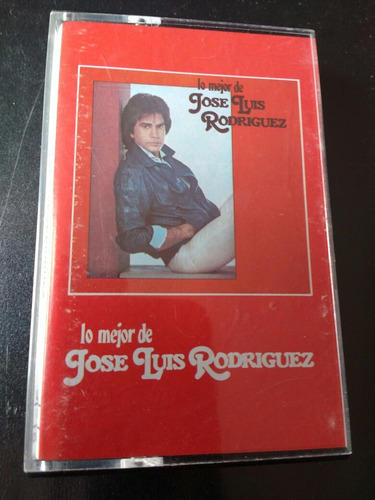 lo mejor de
JOSE LUIS
RODRIGUEZ
lo mejor de
JOSE LUIS RODRIGUEZ